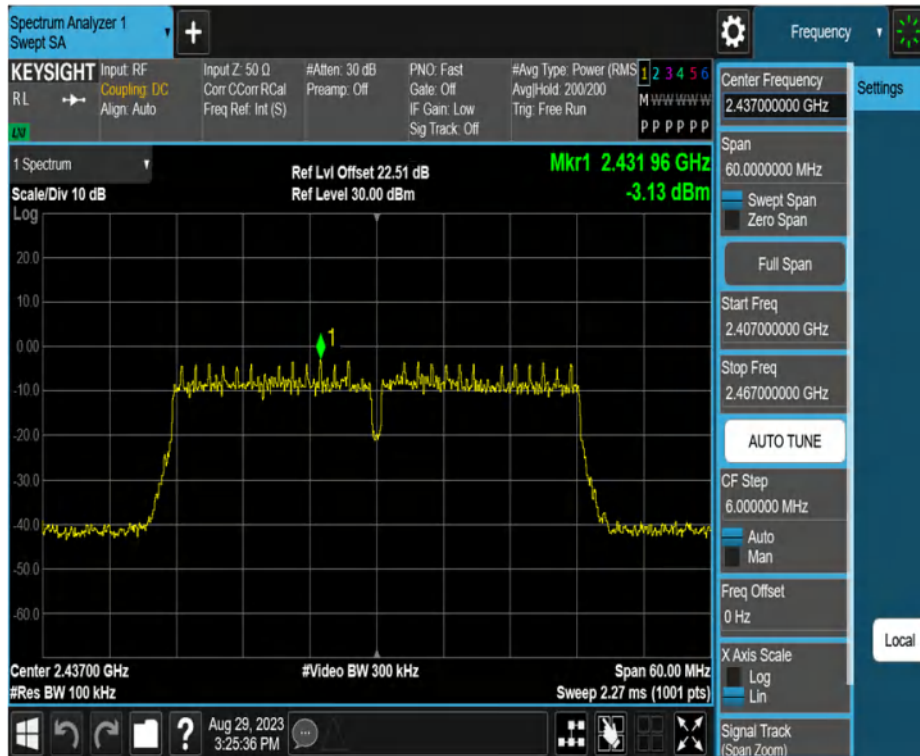 Spectrum Analyzer 1
Swept SA
+
Frequency
KEYSIGHT
RL
LNI
Input: RF
Coupling: DC
Align: Auto
Input Z: 50 Ω
Corr CCorr RCal
Freq Ref: Int (S)
#Atten: 30 dB
Preamp: Off
PNO: Fast
Gate: Off
IF Gain: Low
Sig Track: Off
#Avg Type: Power (RMS
Avg|Hold: 200/200
Trig: Free Run
1 2 3 4 5 6
M W W W W W
P P P P P P
Settings
1 Spectrum
Scale/Div 10 dB
Ref Lvl Offset 22.51 dB
Ref Level 30.00 dBm
Mkr1 2.431 96 GHz
-3.13 dBm
Log
20.0
10.0
0.00
-10.0
-20.0
-30.0
-40.0
-50.0
-60.0
1
Center 2.43700 GHz
#Video BW 300 kHz
Span 60.00 MHz
#Res BW 100 kHz
Sweep 2.27 ms (1001 pts)
Center Frequency
2.437000000 GHz
Span
60.0000000 MHz
Swept Span
Zero Span
Full Span
Start Freq
2.407000000 GHz
Stop Freq
2.467000000 GHz
AUTO TUNE
CF Step
6.000000 MHz
Auto
Man
Freq Offset
0 Hz
X Axis Scale
Log
Lin
Signal Track
(Span Zoom)
Local
?
Aug 29, 2023
3:25:36 PM